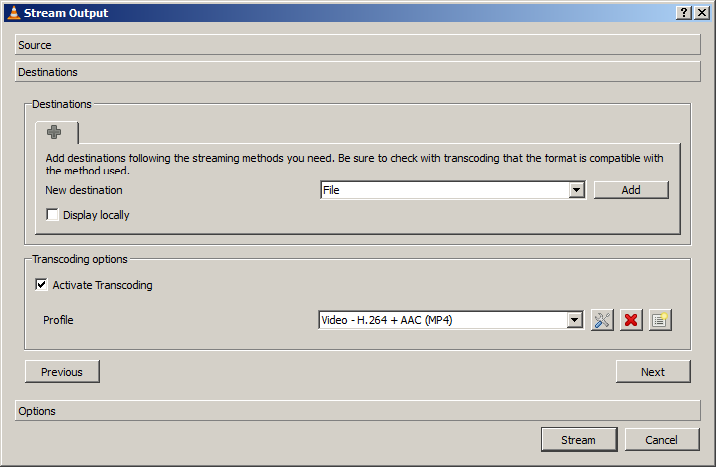 Stream Output
Source
Destinations
Destinations
Add destinations following the streaming methods you need. Be sure to check with transcoding that the format is compatible with
the method used.
New destination File Add
Display locally
Transcoding options
Activate Transcoding
Profile Video - H.264 + AAC (MP4)
Previous Next
Options
Stream Cancel